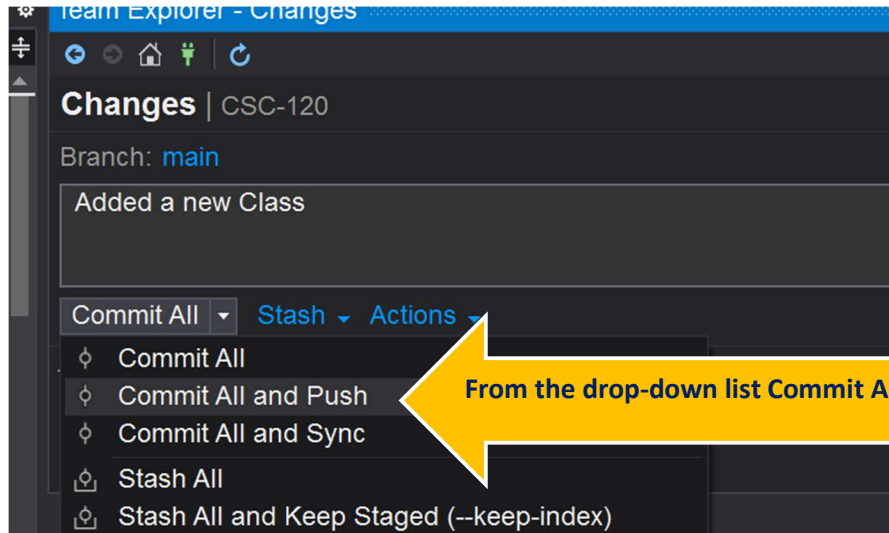 Team Explorer - Changes
Changes | CSC-120
Branch: main
Added a new Class
Commit All Stash Actions
Commit All
Commit All and Push
From the drop-down list Commit A
Commit All and Sync
Stash All
Stash All and Keep Staged (--keep-index)